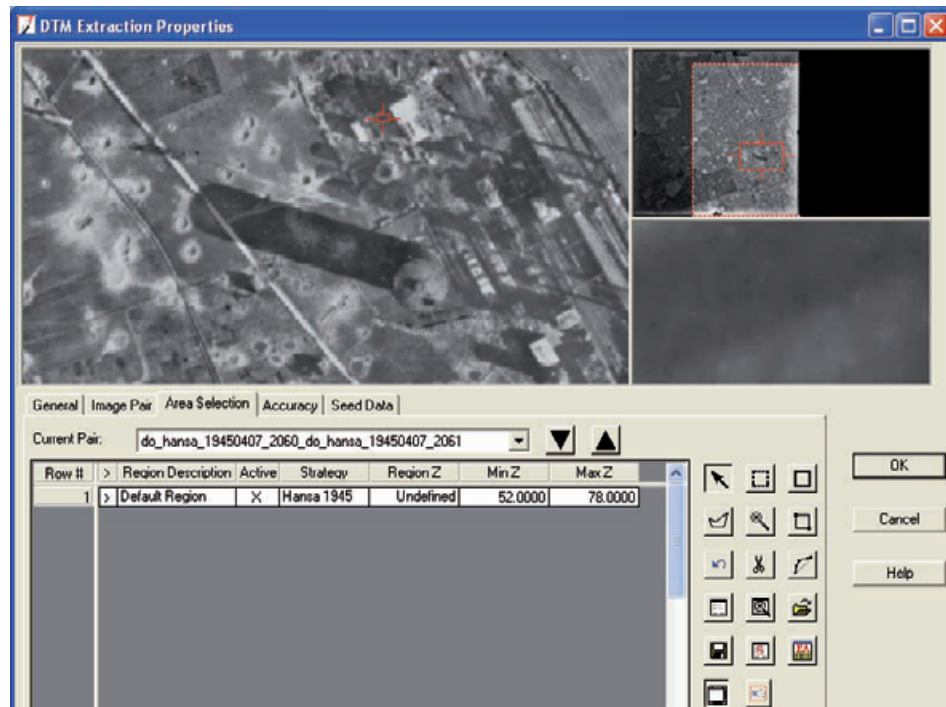 DTM Extraction Properties
General Image Pair Area Selection Accuracy Seed Data
Current Pair: do_hansa_19450407_2060_do_hansa_19450407_2061
Row # > Region Description Active Strategy Region Z Min Z Max Z
1 > Default Region X Hansa 1945 Undefined 52.0000 78.0000
OK
Cancel
Help